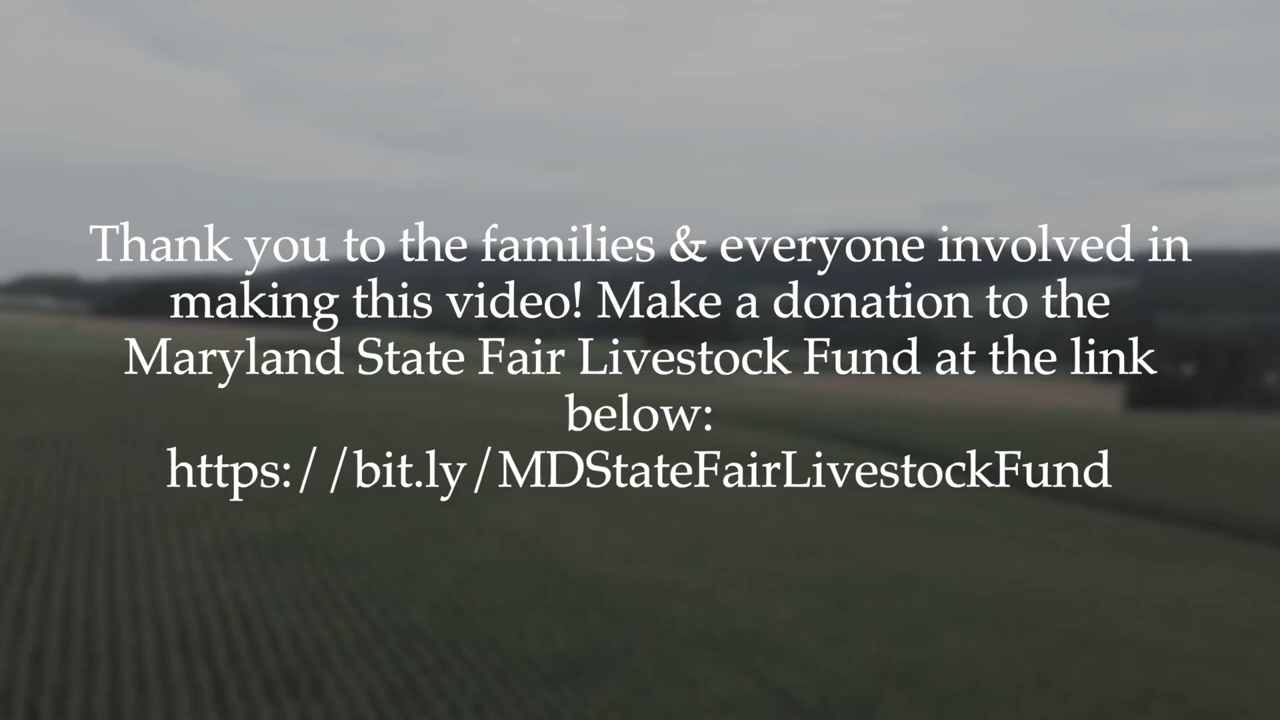 Thank you to the families & everyone involved in
making this video! Make a donation to the
Maryland State Fair Livestock Fund at the link
below:
https://bit.ly/MDStateFairLivestockFund